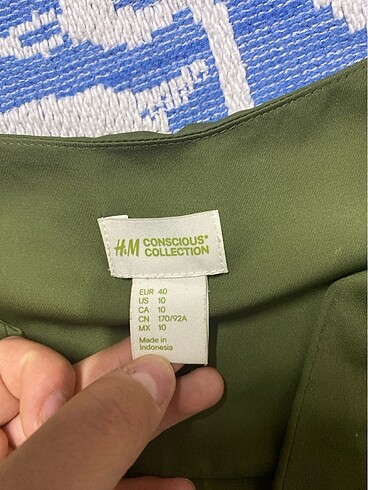 H&M CONSCIOUS*
COLLECTION
EUR 40
US 10
CA 10
CN 170/92A
MX 10
Made in
Indonesia